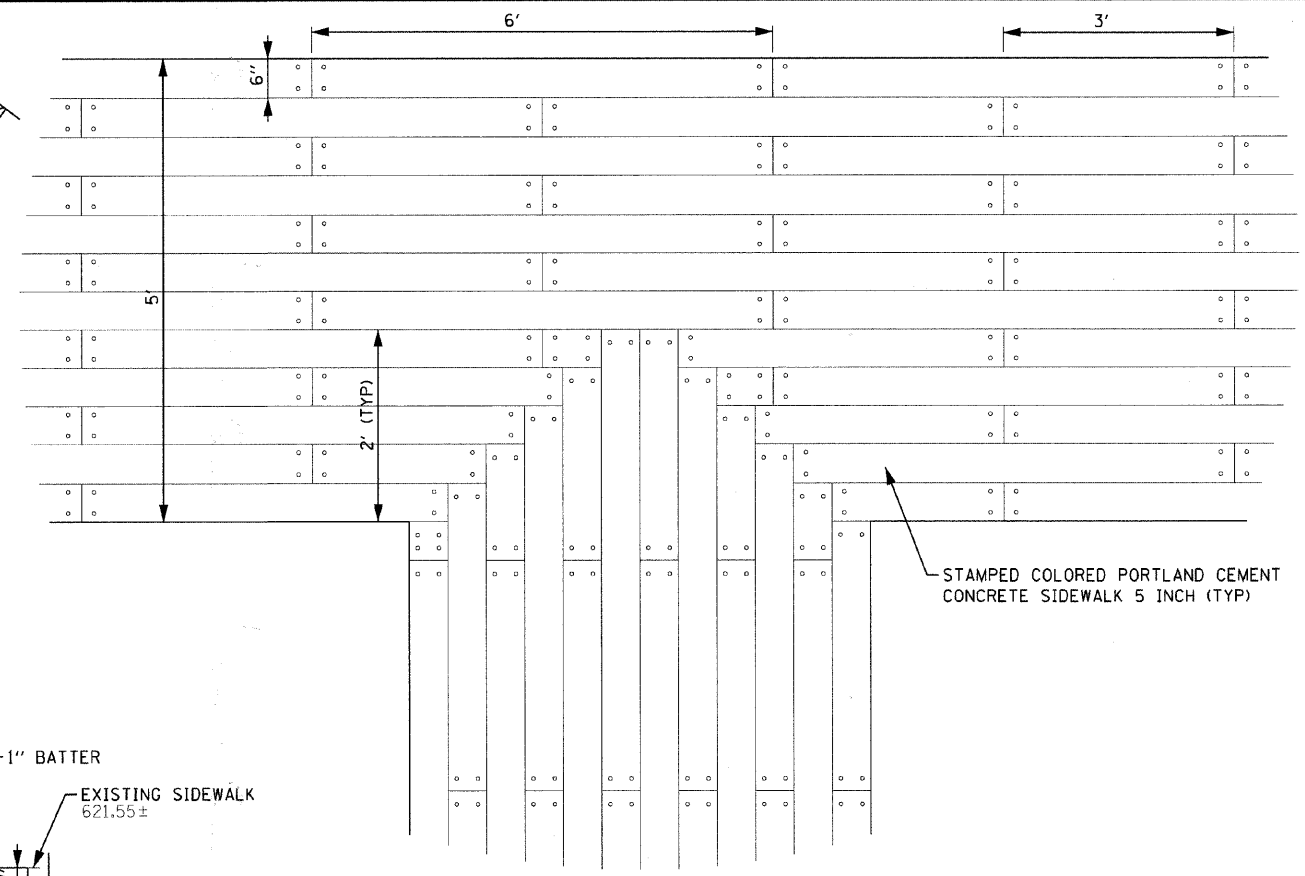 6'
3'
6"
5'
2' (TYP)
STAMPED COLORED PORTLAND CEMENT
CONCRETE SIDEWALK 5 INCH (TYP)
-1" BATTER
EXISTING SIDEWALK
621.55±